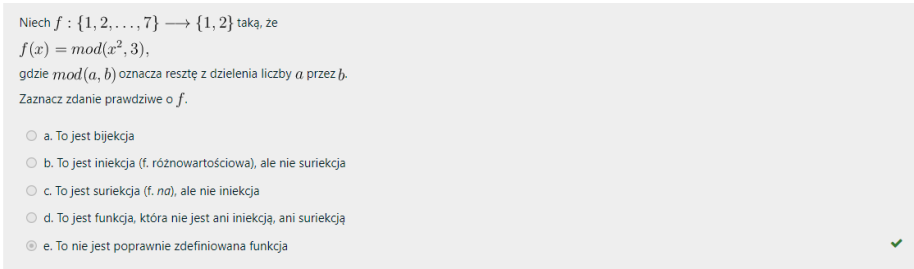 Niech f : {1, 2, . . . , 7} ⟶ {1, 2} taką, że
f(x) = mod(x², 3),
gdzie mod(a, b) oznacza resztę z dzielenia liczby a przez b.
Zaznacz zdanie prawdziwe o f.
a. To jest bijekcja
b. To jest iniekcja (f. różnowartościowa), ale nie suriekcja
c. To jest suriekcja (f. na), ale nie iniekcja
d. To jest funkcja, która nie jest ani iniekcją, ani suriekcją
e. To nie jest poprawnie zdefiniowana funkcja